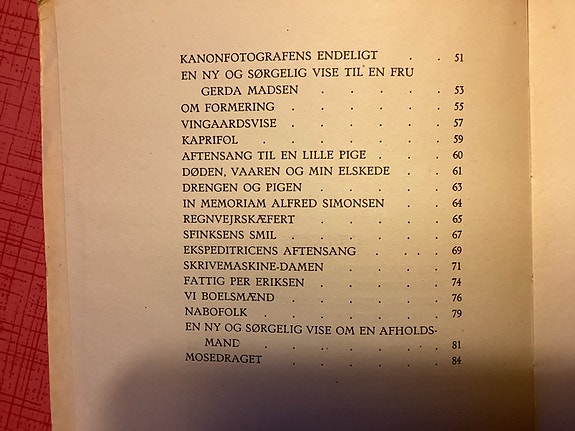 KANONFOTOGRAFENS ENDELIGT . . 51
EN NY OG SØRGELIG VISE TIL EN FRU
GERDA MADSEN . . . . . 53
OM FORMERING . . . . . 55
VINGAARDSVISE . . . . . 57
KAPRIFOL . . . . . . 59
AFTENSANG TIL EN LILLE PIGE . . . 60
DØDEN, VAAREN OG MIN ELSKEDE . . 61
DRENGEN OG PIGEN . . . . 63
IN MEMORIAM ALFRED SIMONSEN . . 64
REGNVEJRSKÆFERT . . . . 65
SFINKSENS SMIL . . . . . 67
EKSPEDITRICENS AFTENSANG . . . . 69
SKRIVEMASKINE-DAMEN . . . . 71
FATTIG PER ERIKSEN . . . . 74
VI BOELSMÆND . . . . . 76
NABOFOLK . . . . . . 79
EN NY OG SØRGELIG VISE OM EN AFHOLDS-
MAND . . . . . . 81
MOSEDRAGET . . . . . 84